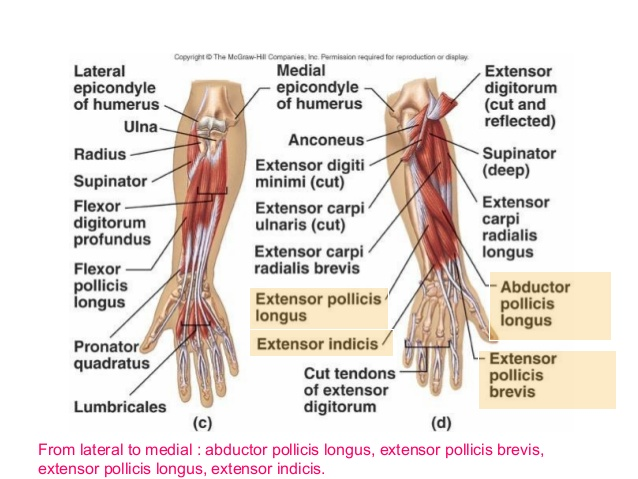 Copyright © The McGraw-Hill Companies, Inc. Permission required for reproduction or display.
Lateral
epicondyle
of humerus
Ulna
Radius
Supinator
Flexor
digitorum
profundus
Flexor
pollicis
longus
Pronator
quadratus
Lumbricales
(c)
Medial
epicondyle
of humerus
Anconeus
Extensor digiti
minimi (cut)
Extensor carpi
ulnaris (cut)
Extensor carpi
radialis brevis
Extensor pollicis
longus
Extensor indicis
Cut tendons
of extensor
digitorum
(d)
Extensor
digitorum
(cut and
reflected)
Supinator
(deep)
Extensor
carpi
radialis
longus
Abductor
pollicis
longus
Extensor
pollicis
brevis
From lateral to medial : abductor pollicis longus, extensor pollicis brevis,
extensor pollicis longus, extensor indicis.